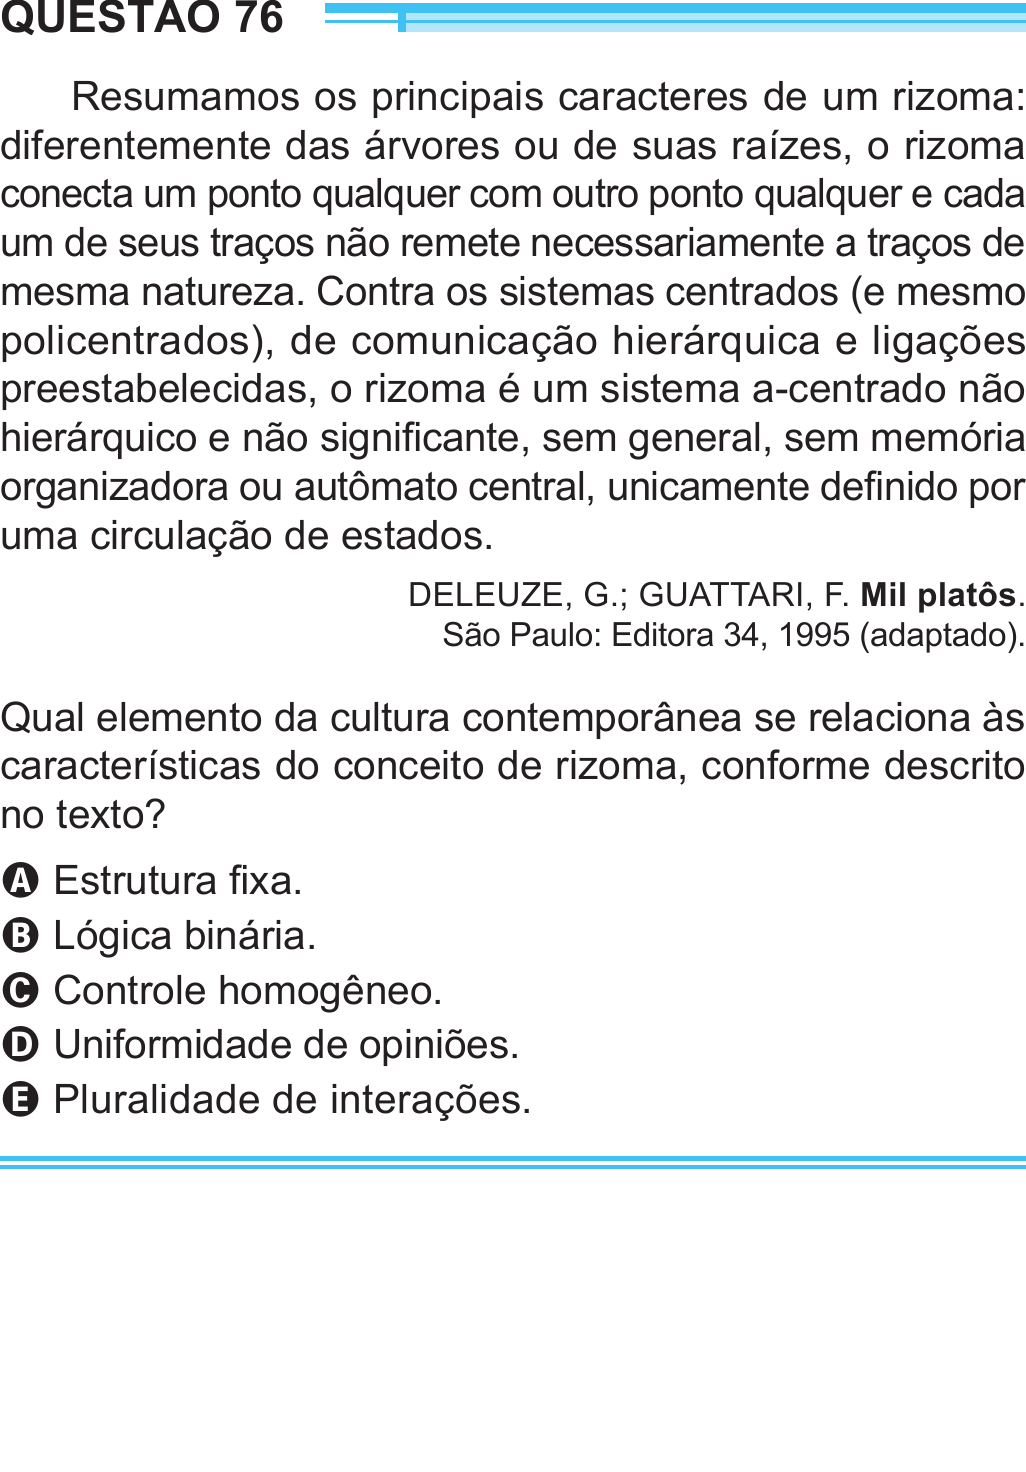 QUESTÃO 76
Resumamos os principais caracteres de um rizoma:
diferentemente das árvores ou de suas raízes, o rizoma
conecta um ponto qualquer com outro ponto qualquer e cada
um de seus traços não remete necessariamente a traços de
mesma natureza. Contra os sistemas centrados (e mesmo
policentrados), de comunicação hierárquica e ligações
preestabelecidas, o rizoma é um sistema a-centrado não
hierárquico e não significante, sem general, sem memória
organizadora ou autômato central, unicamente definido por
uma circulação de estados.
DELEUZE, G.; GUATTARI, F. Mil platôs.
São Paulo: Editora 34, 1995 (adaptado).
Qual elemento da cultura contemporânea se relaciona às
características do conceito de rizoma, conforme descrito
no texto?
A Estrutura fixa.
B Lógica binária.
C Controle homogêneo.
D Uniformidade de opiniões.
E Pluralidade de interações.